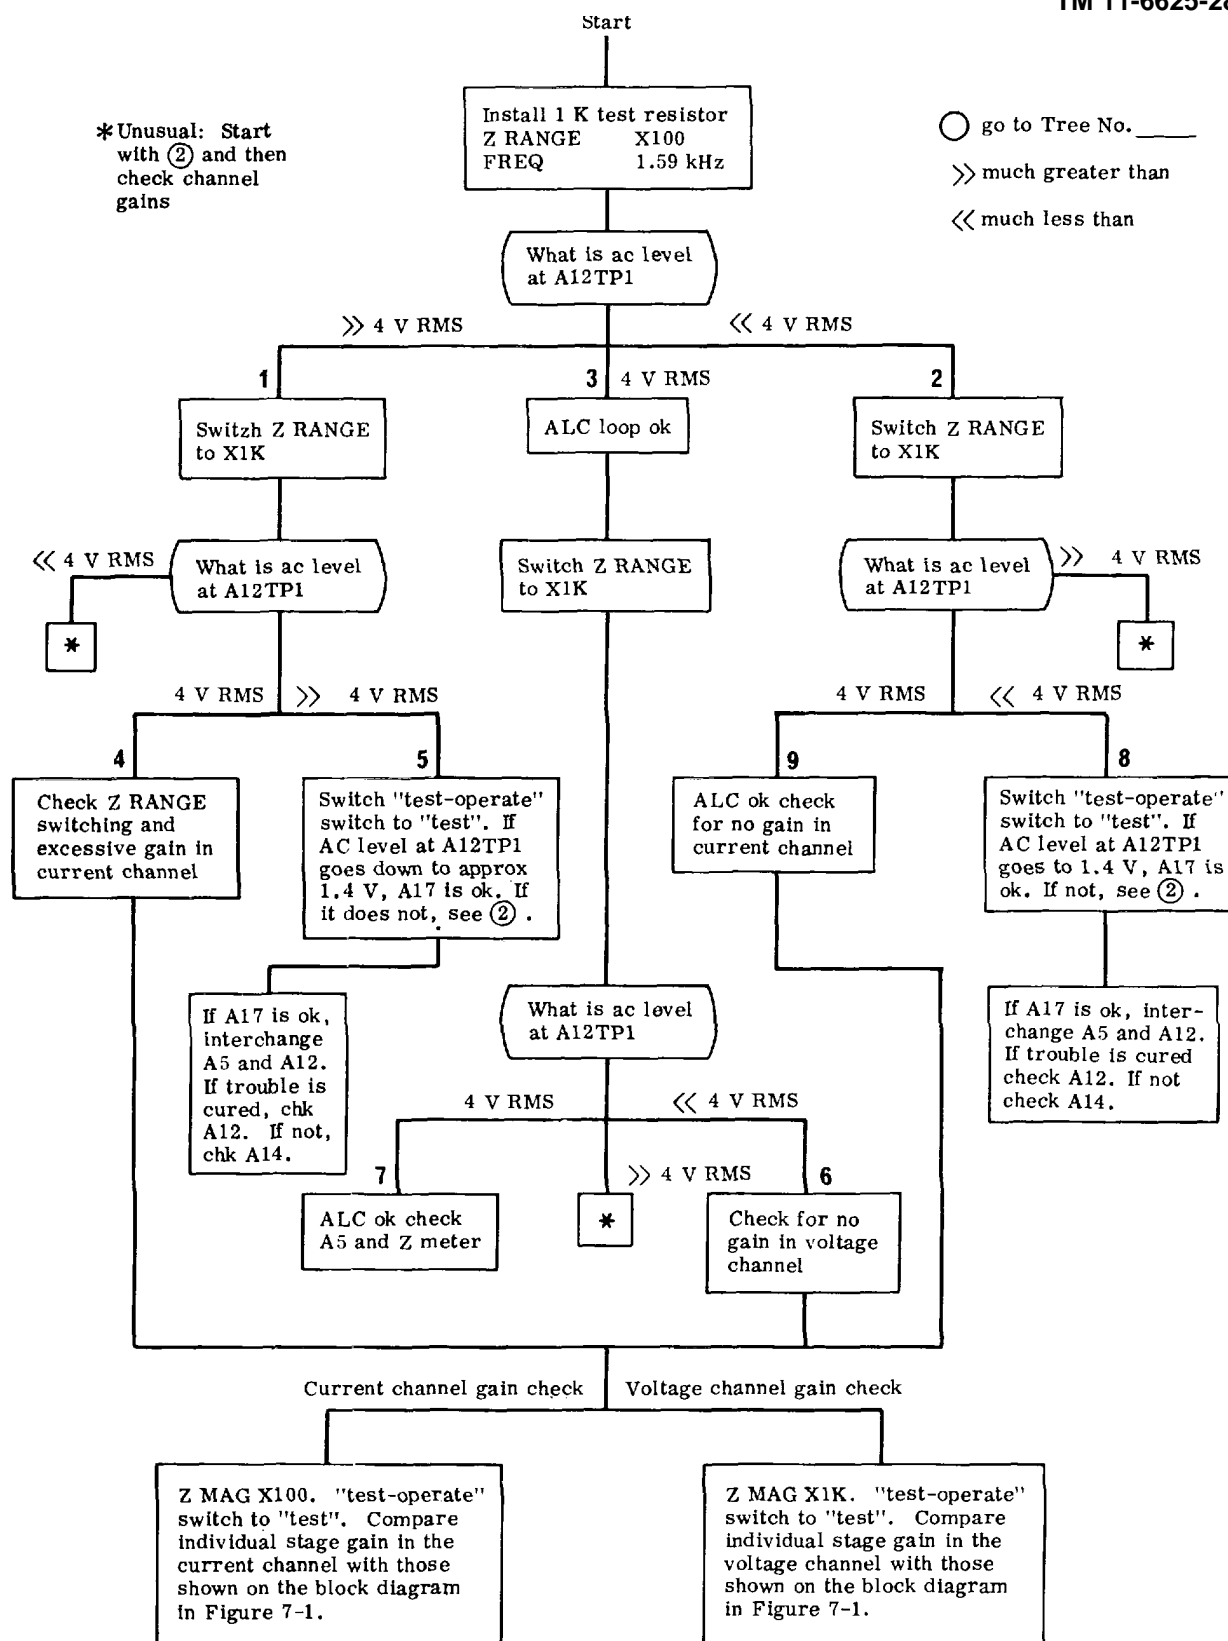 TM 11-6625-28
Start
Install 1 K test resistor
Z RANGE X100
FREQ 1.59 kHz
*Unusual: Start
with ② and then
check channel
gains
go to Tree No.____
>> much greater than
<< much less than
What is ac level
at A12TP1
>> 4 V RMS
<< 4 V RMS
1
3
4 V RMS
2
Switzh Z RANGE
to X1K
ALC loop ok
Switch Z RANGE
to X1K
<< 4 V RMS
What is ac level
at A12TP1
Switch Z RANGE
to X1K
What is ac level
at A12TP1
>> 4 V RMS
*
*
4 V RMS
>> 4 V RMS
4 V RMS
<< 4 V RMS
4
5
9
8
Check Z RANGE
switching and
excessive gain in
current channel
Switch "test-operate"
switch to "test". If
AC level at A12TP1
goes down to approx
1.4 V, A17 is ok. If
it does not, see ② .
ALC ok check
for no gain in
current channel
Switch "test-operate"
switch to "test". If
AC level at A12TP1
goes to 1.4 V, A17 is
ok. If not, see ② .
If A17 is ok,
interchange
A5 and A12.
If trouble is
cured, chk
A12. If not,
chk A14.
What is ac level
at A12TP1
If A17 is ok, inter-
change A5 and A12.
If trouble is cured
check A12. If not
check A14.
4 V RMS
<< 4 V RMS
7
>> 4 V RMS
6
ALC ok check
A5 and Z meter
*
Check for no
gain in voltage
channel
Current channel gain check
Voltage channel gain check
Z MAG X100. "test-operate"
switch to "test". Compare
individual stage gain in the
current channel with those
shown on the block diagram
in Figure 7-1.
Z MAG X1K. "test-operate"
switch to "test". Compare
individual stage gain in the
voltage channel with those
shown on the block diagram
in Figure 7-1.